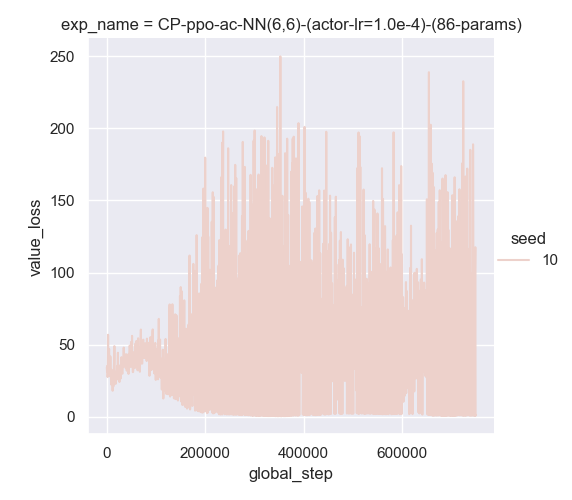 exp_name = CP-ppo-ac-NN(6,6)-(actor-lr=1.0e-4)-(86-params)
250
200
150
100
50
0
value_loss
0 200000 400000 600000
global_step
seed
10